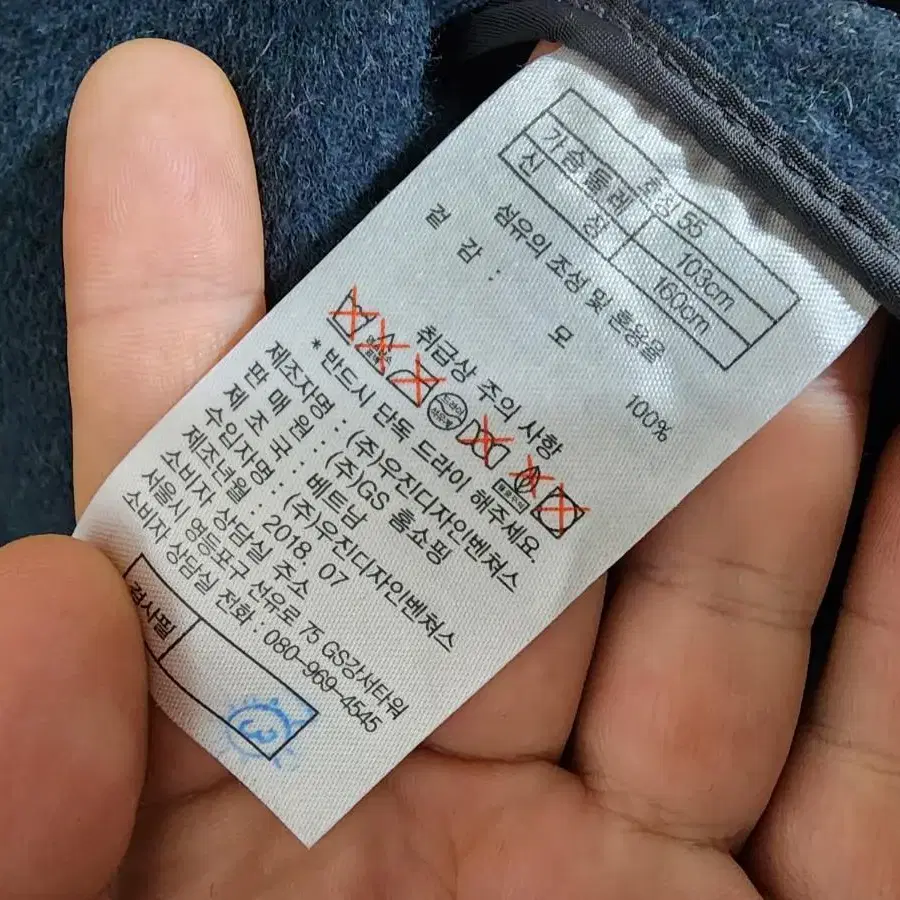 호칭 55
가슴둘레 103cm
신장 160cm
섬유의 조성 및 혼용율
겉감 : 모 100%
취급상 주의 사항
드라이
* 반드시 단독 드라이 해주세요.
제조자명 : (주)우진디자인벤쳐스
판매원 : (주)GS 홈쇼핑
제조국 : 베트남
수입자명 : (주)우진디자인벤쳐스
제조년월 : 2018. 07
소비자 상담실 주소
서울시 영등포구 선유로 75 GS강서타워
소비자 상담실 전화 : 080-969-4545
검사필
3